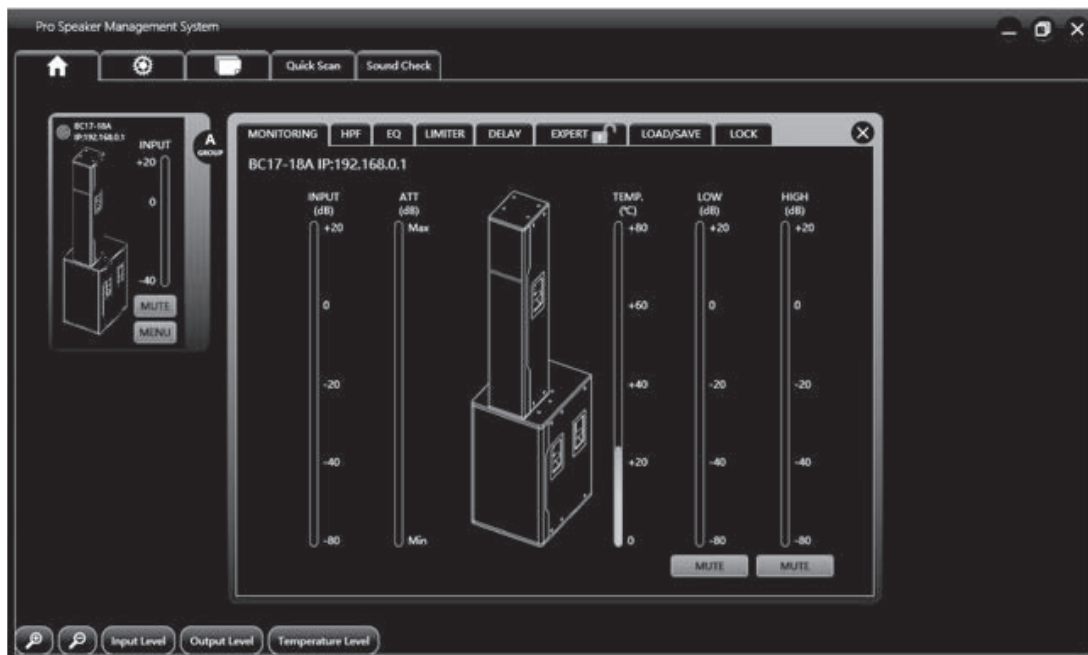 Pro Speaker Management System
Quick Scan
Sound Check
BC17-18A
IP:192.168.0.1
INPUT
+20
0
-40
MUTE
MENU
A
GROUP
MONITORING HPF EQ LIMITER DELAY EXPERT LOAD/SAVE LOCK
BC17-18A IP:192.168.0.1
INPUT ATT TEMP. LOW HIGH
(dB) (dB) (℃) (dB) (dB)
+20 Max +80 +20 +20
0 +60 0 0
-20 +40 -20 -20
-40 +20 -40 -40
-80 Min 0 -80 -80
MUTE MUTE
Input Level Output Level Temperature Level